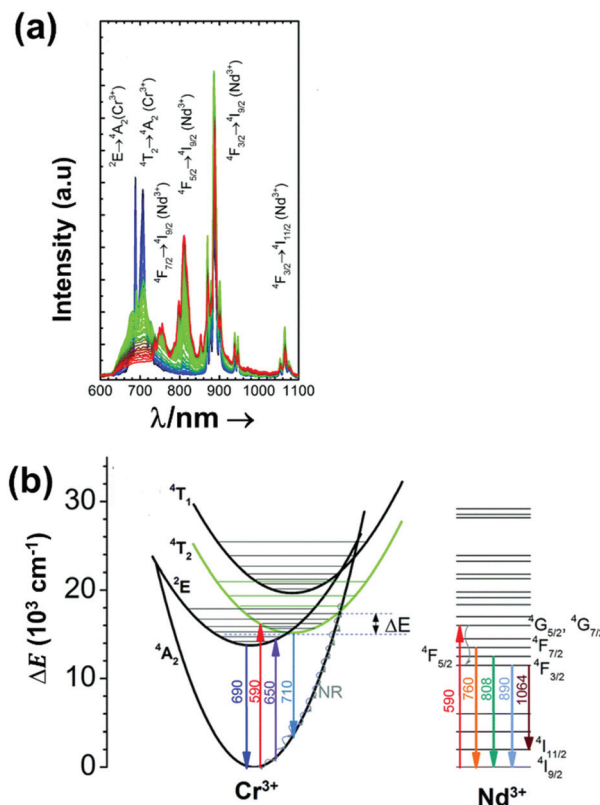 (a)
Intensity (a.u)
²E→⁴A₂(Cr³⁺)
⁴T₂→⁴A₂ (Cr³⁺)
⁴F₇/₂→⁴I₉/₂ (Nd³⁺)
⁴F₅/₂→⁴I₉/₂ (Nd³⁺)
⁴F₃/₂→⁴I₉/₂ (Nd³⁺)
⁴F₃/₂→⁴I₁₁/₂ (Nd³⁺)
600 700 800 900 1000 1100
λ/nm →
(b)
ΔE (10³ cm⁻¹)
30
20
10
0
⁴T₁
⁴T₂
²E
⁴A₂
ΔE
690
590
650
710
NR
Cr³⁺
⁴G₅/₂, ⁴G₇/₂
⁴F₇/₂
⁴F₅/₂
⁴F₃/₂
590
760
808
890
1064
⁴I₁₁/₂
⁴I₉/₂
Nd³⁺